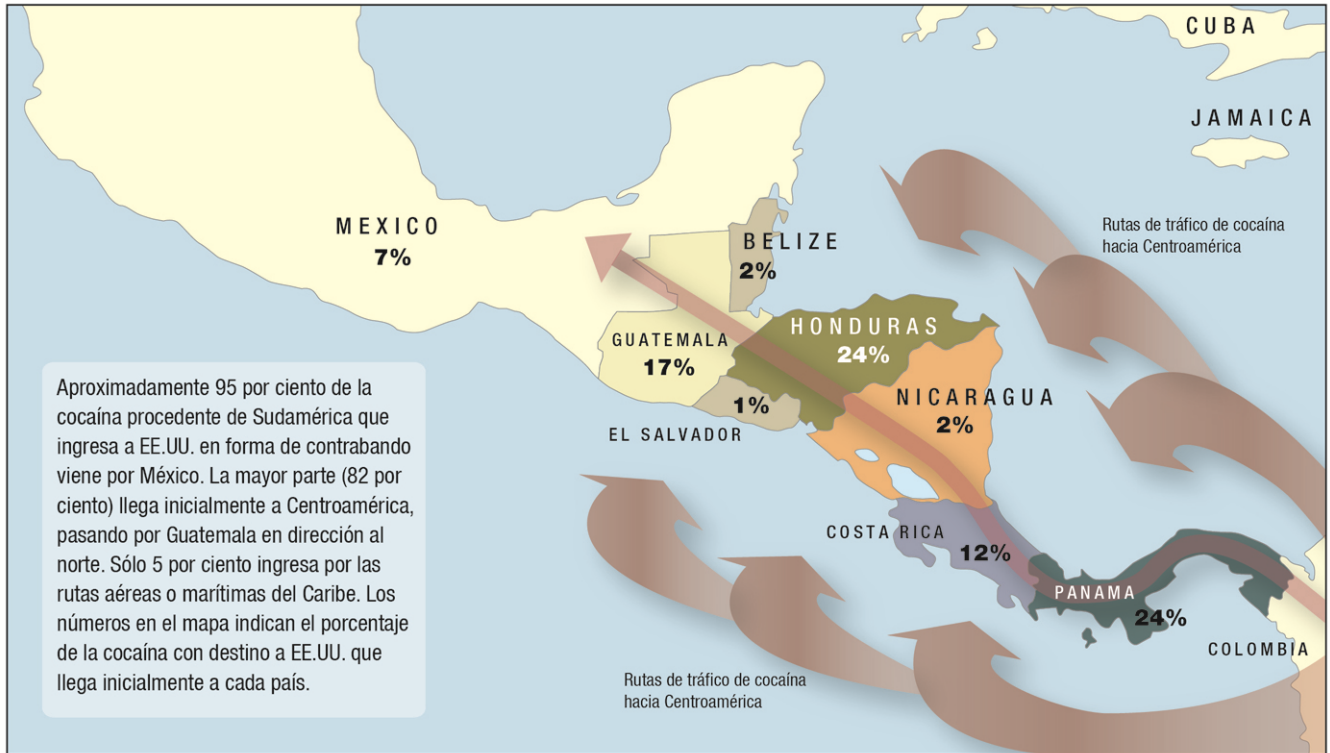 CUBA
JAMAICA
MEXICO
7%
BELIZE
2%
Rutas de tráfico de cocaína
hacia Centroamérica
GUATEMALA
17%
HONDURAS
24%
NICARAGUA
2%
1%
EL SALVADOR
COSTA RICA
12%
PANAMA
24%
COLOMBIA
Aproximadamente 95 por ciento de la
cocaína procedente de Sudamérica que
ingresa a EE.UU. en forma de contrabando
viene por México. La mayor parte (82 por
ciento) llega inicialmente a Centroamérica,
pasando por Guatemala en dirección al
norte. Sólo 5 por ciento ingresa por las
rutas aéreas o marítimas del Caribe. Los
números en el mapa indican el porcentaje
de la cocaína con destino a EE.UU. que
llega inicialmente a cada país.
Rutas de tráfico de cocaína
hacia Centroamérica